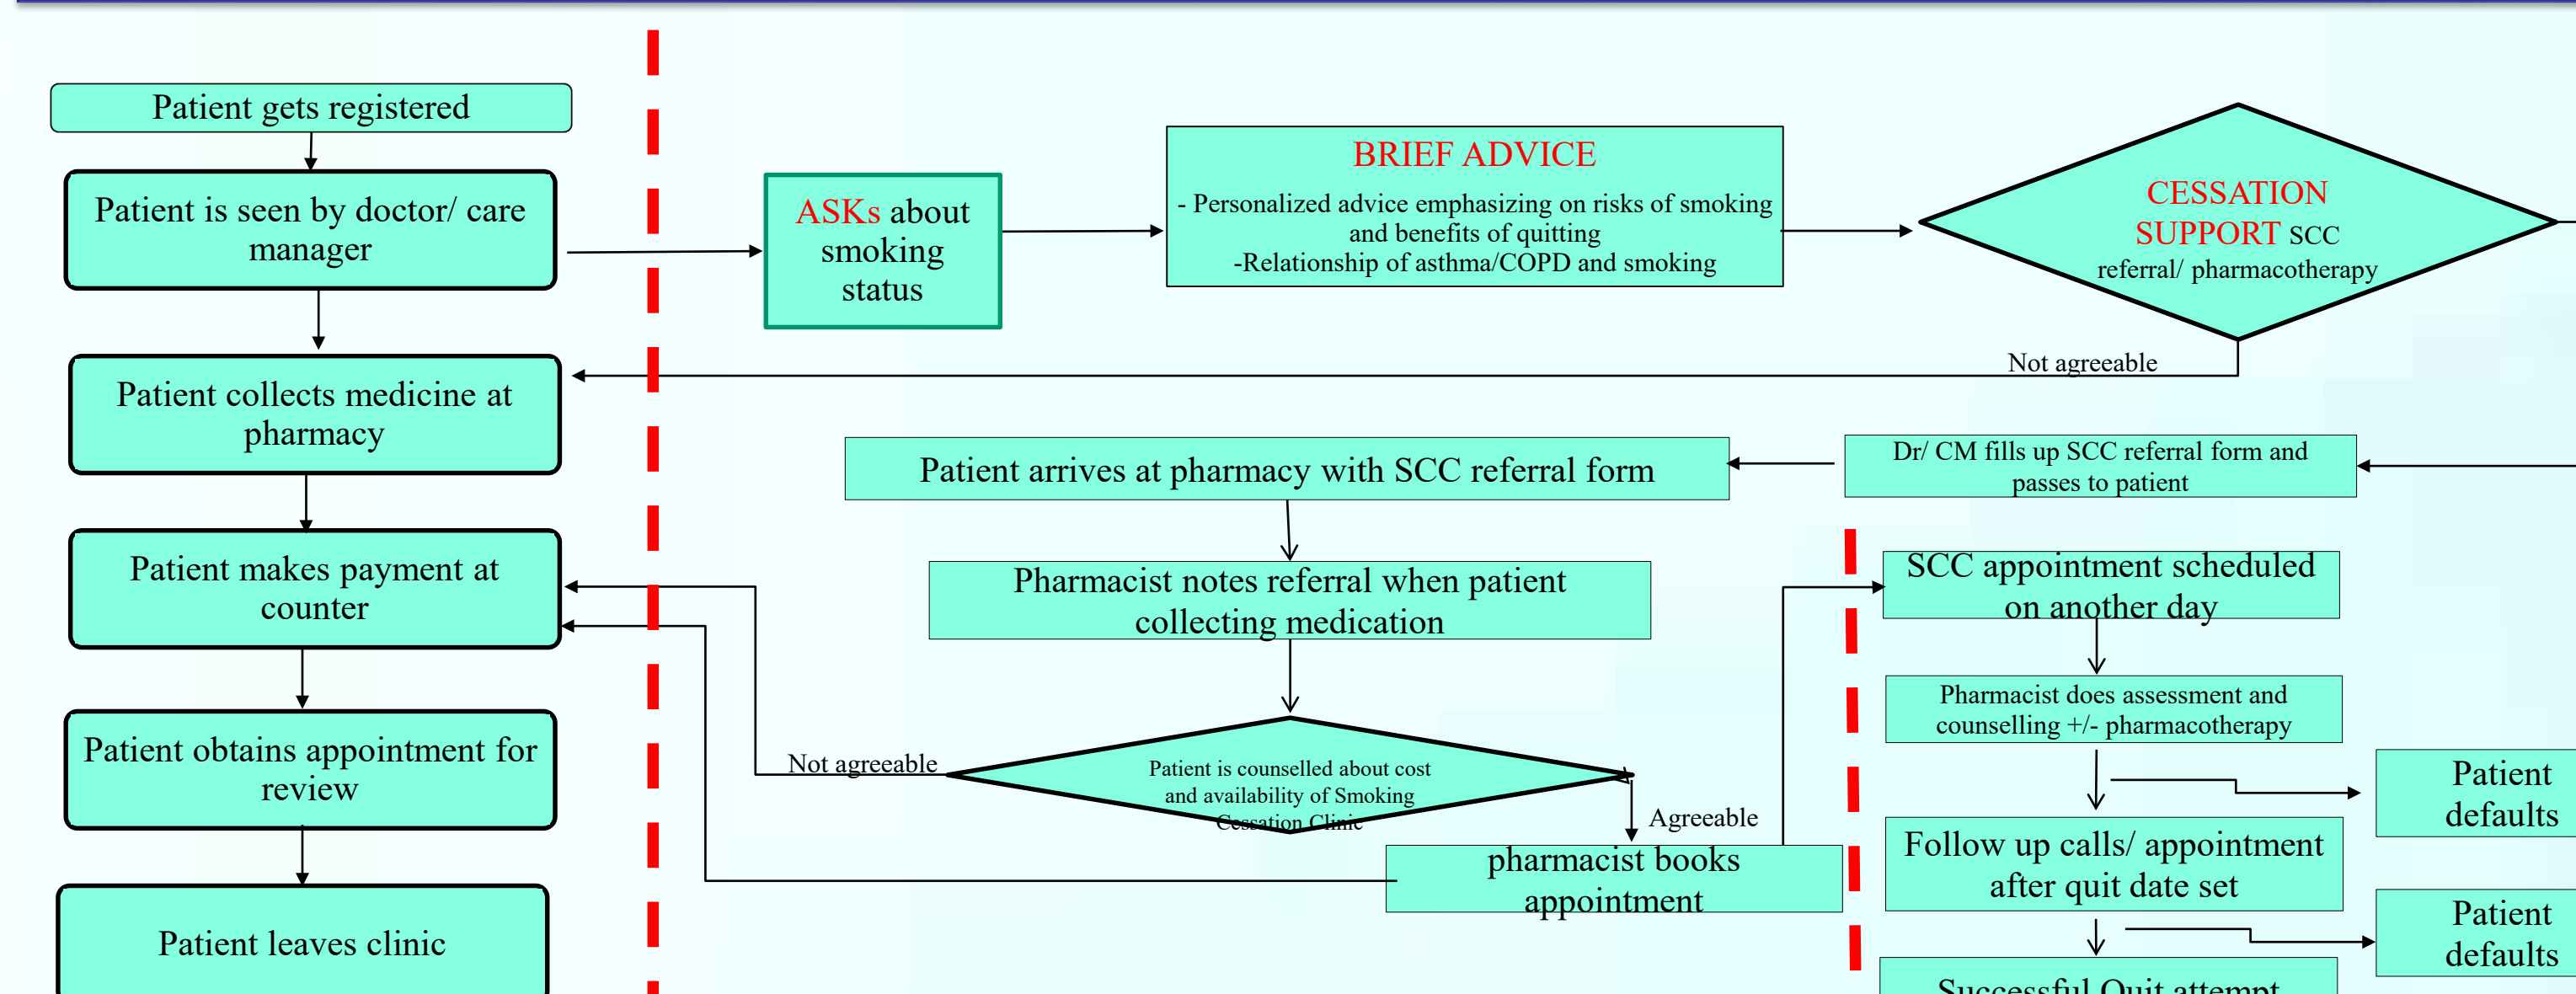 Patient gets registered
Patient is seen by doctor/ care
manager
Patient collects medicine at
pharmacy
Patient makes payment at
counter
Patient obtains appointment for
review
Patient leaves clinic
ASKs about
smoking
status
BRIEF ADVICE
- Personalized advice emphasizing on risks of smoking
and benefits of quitting
-Relationship of asthma/COPD and smoking
CESSATION
SUPPORT SCC
referral/ pharmacotherapy
Not agreeable
Dr/ CM fills up SCC referral form and
passes to patient
Patient arrives at pharmacy with SCC referral form
Pharmacist notes referral when patient
collecting medication
Patient is counselled about cost
and availability of Smoking
Cessation Clinic
Not agreeable
Agreeable
pharmacist books
appointment
SCC appointment scheduled
on another day
Pharmacist does assessment and
counselling +/- pharmacotherapy
Patient
defaults
Follow up calls/ appointment
after quit date set
Patient
defaults
Successful Quit attempt